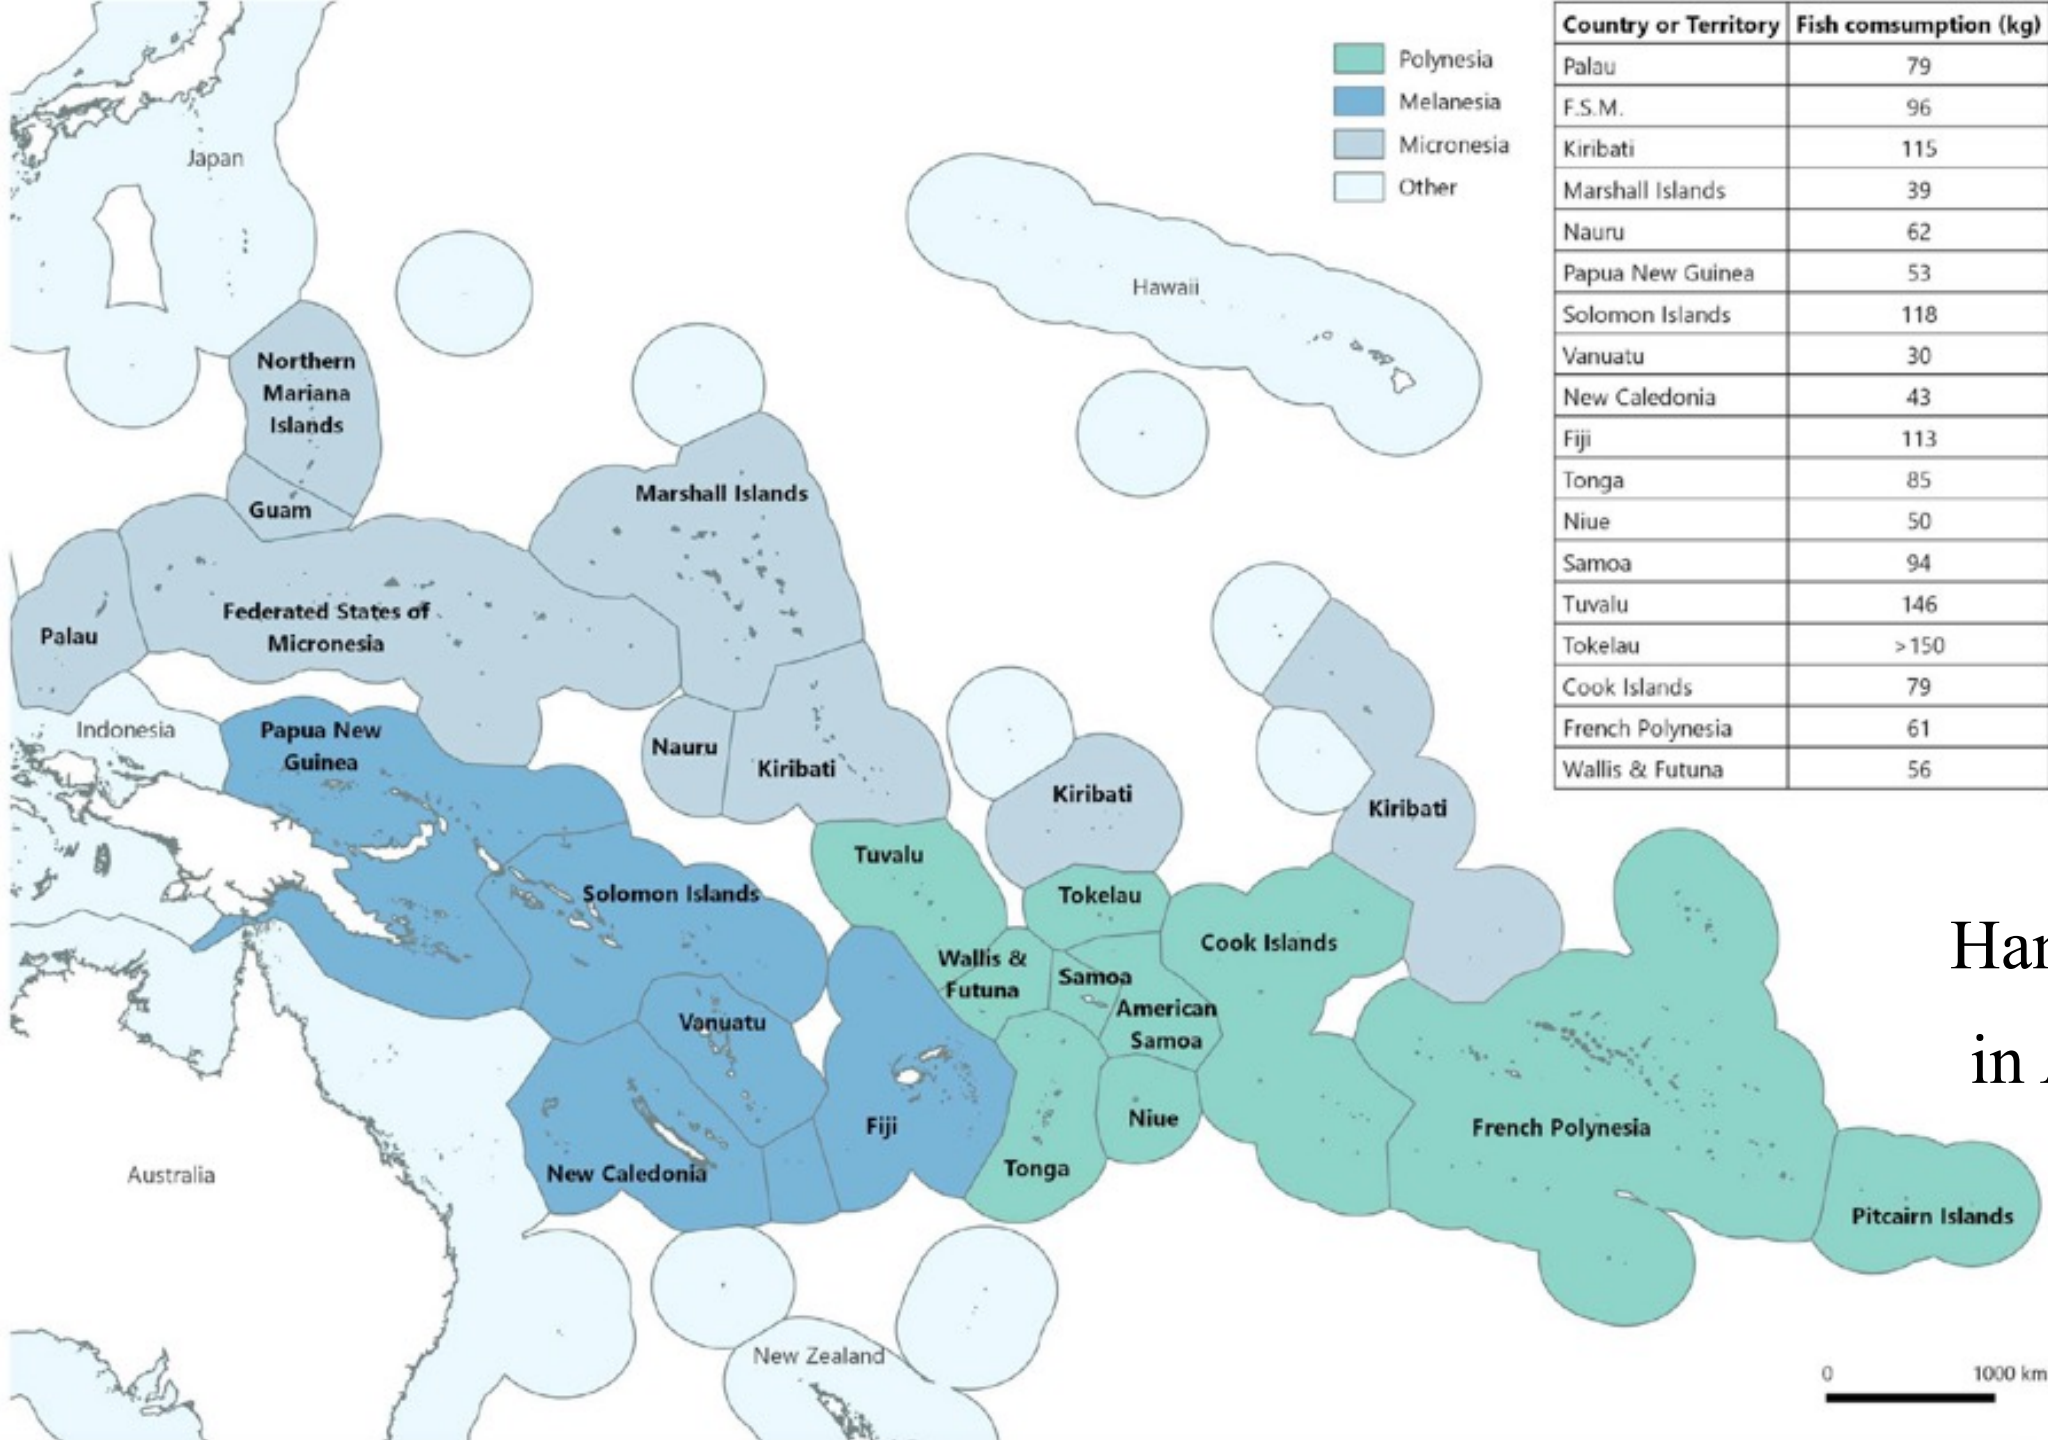 Country or Territory Fish comsumption (kg)
Palau 79
F.S.M. 96
Kiribati 115
Marshall Islands 39
Nauru 62
Papua New Guinea 53
Solomon Islands 118
Vanuatu 30
New Caledonia 43
Fiji 113
Tonga 85
Niue 50
Samoa 94
Tuvalu 146
Tokelau >150
Cook Islands 79
French Polynesia 61
Wallis & Futuna 56
Polynesia
Melanesia
Micronesia
Other
Japan
Hawaii
Northern
Mariana
Islands
Guam
Marshall Islands
Federated States of
Micronesia
Palau
Indonesia
Papua New
Guinea
Nauru
Kiribati
Kiribati
Kiribati
Tuvalu
Tokelau
Solomon Islands
Cook Islands
Wallis &
Futuna
Samoa
American
Samoa
Vanuatu
Fiji
Niue
Tonga
French Polynesia
New Caledonia
Australia
Pitcairn Islands
New Zealand
0 1000 km
in